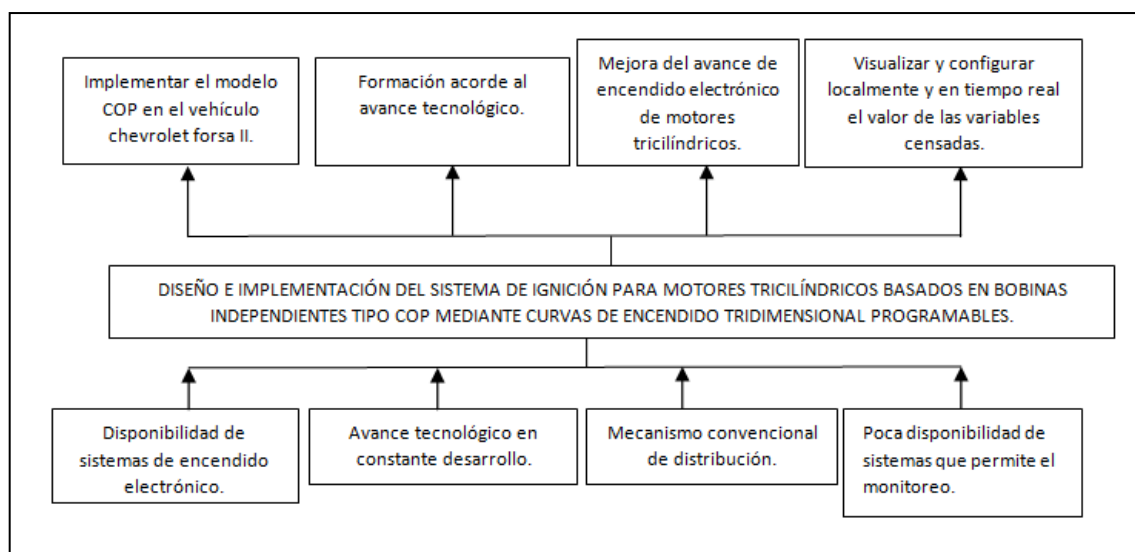 Implementar el modelo
COP en el vehículo
chevrolet forsa II.
Formación acorde al
avance tecnológico.
Mejora del avance de
encendido electrónico
de motores
tricilíndricos.
Visualizar y configurar
localmente y en tiempo real
el valor de las variables
censadas.
DISEÑO E IMPLEMENTACIÓN DEL SISTEMA DE IGNICIÓN PARA MOTORES TRICILÍNDRICOS BASADOS EN BOBINAS
INDEPENDIENTES TIPO COP MEDIANTE CURVAS DE ENCENDIDO TRIDIMENSIONAL PROGRAMABLES.
Disponibilidad de
sistemas de encendido
electrónico.
Avance tecnológico en
constante desarrollo.
Mecanismo convencional
de distribución.
Poca disponibilidad de
sistemas que permite el
monitoreo.